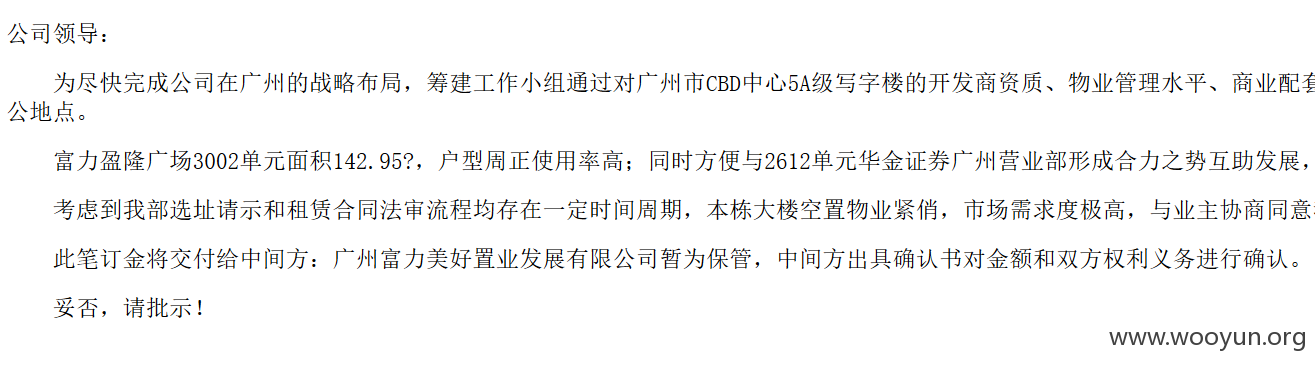 公司领导：
为尽快完成公司在广州的战略布局，筹建工作小组通过对广州市CBD中心5A级写字楼的开发商资质、物业管理水平、商业配套
公地点。
富力盈隆广场3002单元面积142.95?，户型周正使用率高；同时方便与2612单元华金证券广州营业部形成合力之势互助发展，
考虑到我部选址请示和租赁合同法审流程均存在一定时间周期，本栋大楼空置物业紧俏，市场需求度极高，与业主协商同意
此笔订金将交付给中间方：广州富力美好置业发展有限公司暂为保管，中间方出具确认书对金额和双方权利义务进行确认。
妥否，请批示！
www.wooyun.org